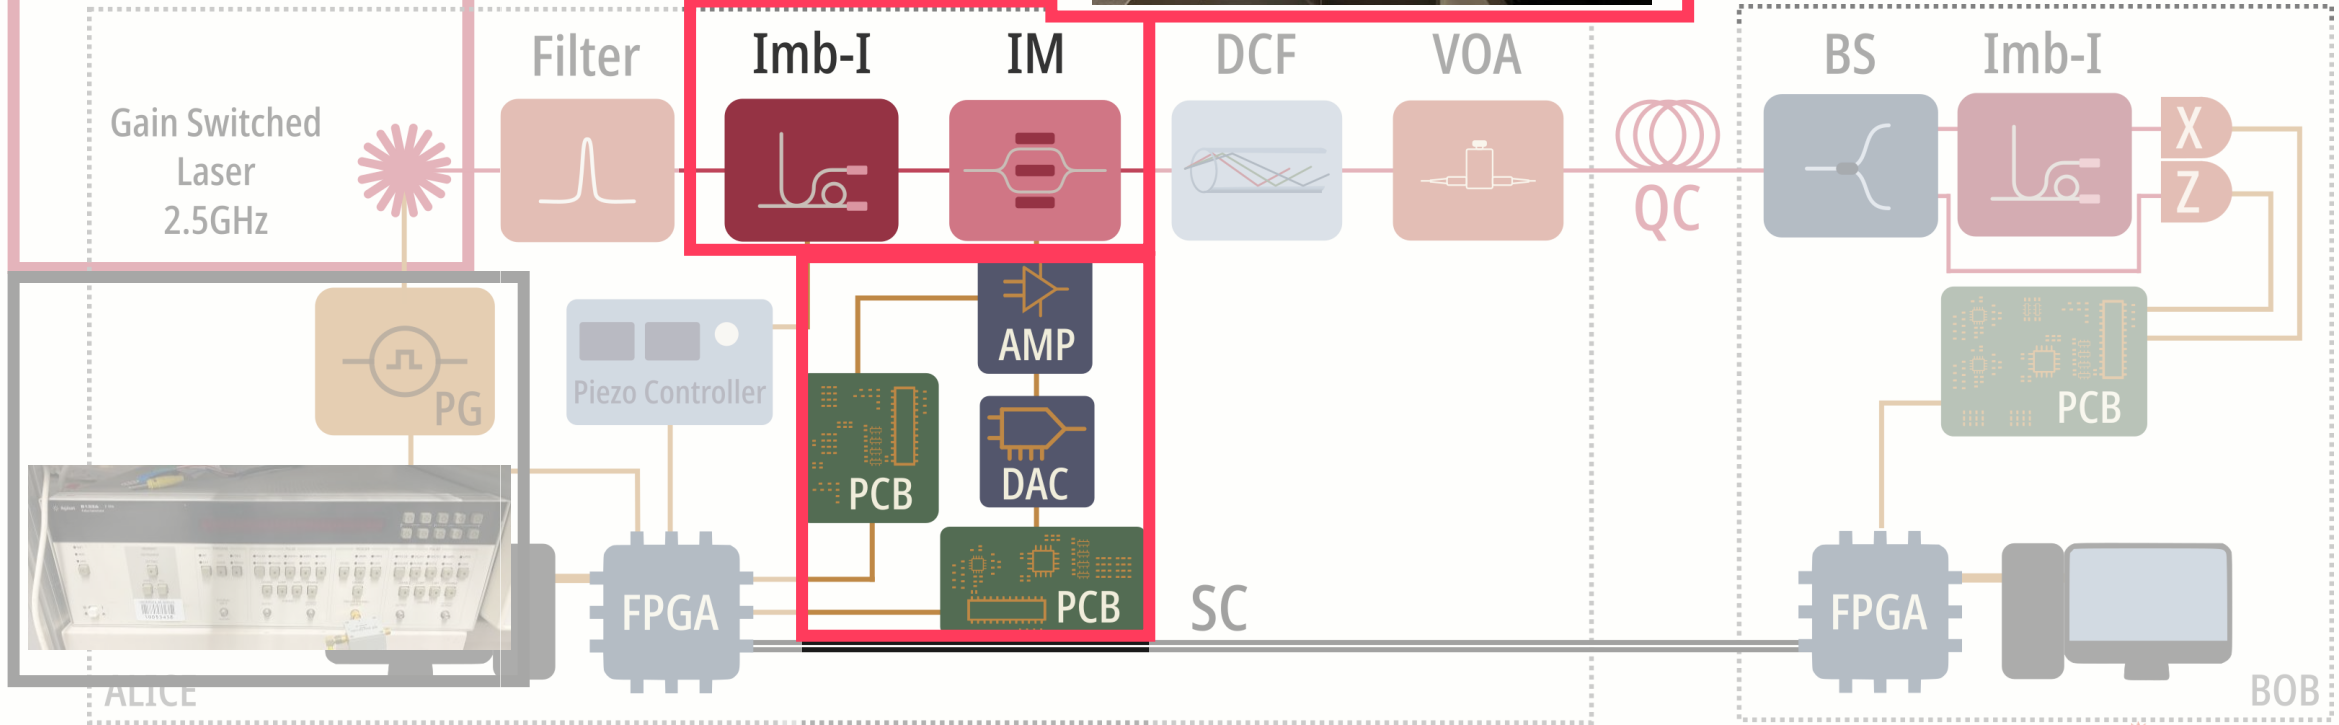 Filter
Imb-I
IM
DCF
VOA
BS
Imb-I
Gain Switched
Laser
2.5GHz
X
Z
QC
AMP
Piezo Controller
PG
PCB
DAC
PCB
PCB
FPGA
SC
FPGA
ALICE
BOB